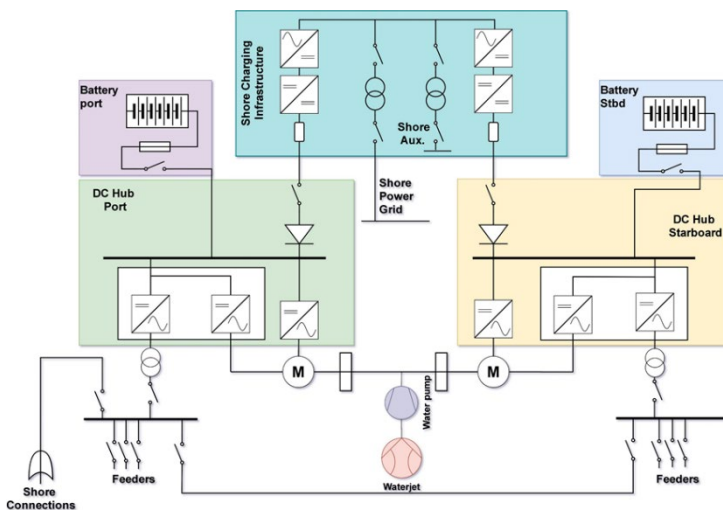 Shore Charging
Infrastructure
Battery
port
Battery
Stbd
Shore
Aux.
DC Hub
Port
Shore
Power
Grid
DC Hub
Starboard
M
M
Water pump
Feeders
Waterjet
Feeders
Shore
Connections